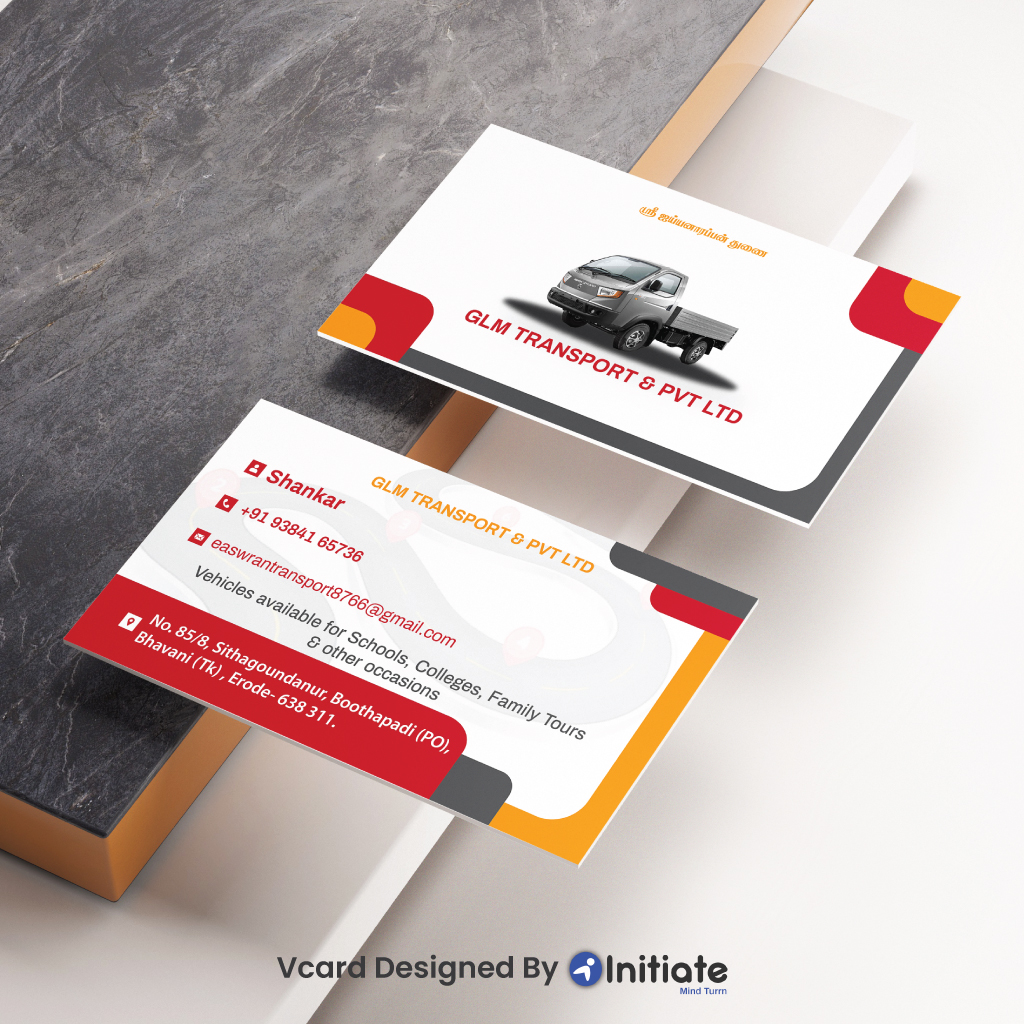 ஸ்ரீ ஐய்யனாரப்பன் துணை
GLM TRANSPORT & PVT LTD
Shankar
GLM TRANSPORT & PVT LTD
+91 93841 65736
easwrantransport8766@gmail.com
Vehicles available for Schools, Colleges, Family Tours
& other occasions
No. 85/8, Sithagoundanur, Boothapadi (PO),
Bhavani (Tk) , Erode- 638 311.
Vcard Designed By Initiate
Mind Turrn